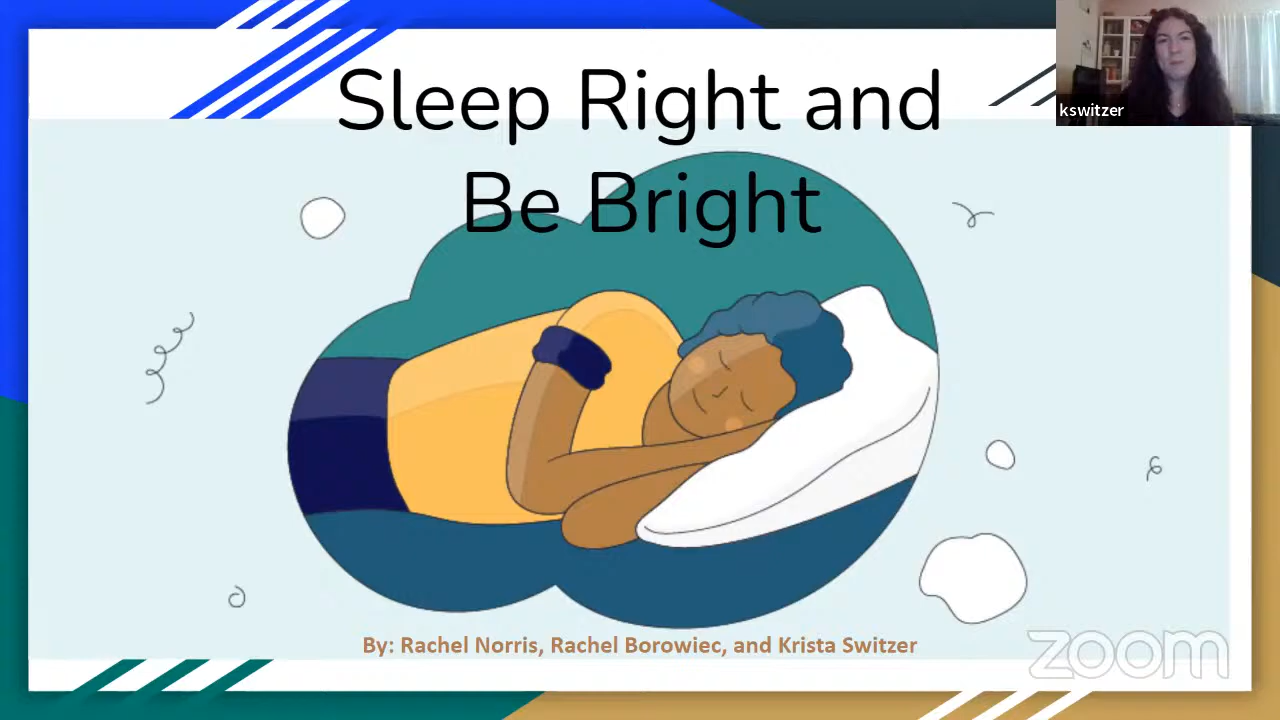 Sleep Right and
Be Bright
kswitzer
By: Rachel Norris, Rachel Borowiec, and Krista Switzer
zoom